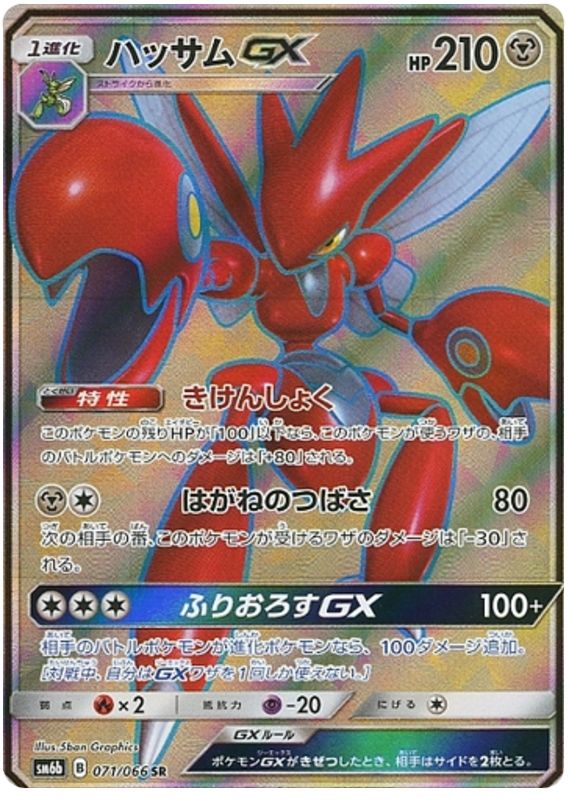 1進化 ハッサムGX HP 210
ストライクから進化
特性 きけんしょく
このポケモンの残りHPが「100」以下なら、このポケモンが使うワザの、相手
のバトルポケモンへのダメージは「+80」される。
はがねのつばさ 80
次の相手の番、このポケモンが受けるワザのダメージは「-30」さ
れる。
ふりおろすGX 100+
相手のバトルポケモンが進化ポケモンなら、100ダメージ追加。
[対戦中、自分はGXワザを1回しか使えない。]
弱点 ×2 抵抗力 -20 にげる
GXルール
Illus. 5ban Graphics
ポケモンGXがきぜつしたとき、相手はサイドを2枚とる。
sm6b B 071/066 SR